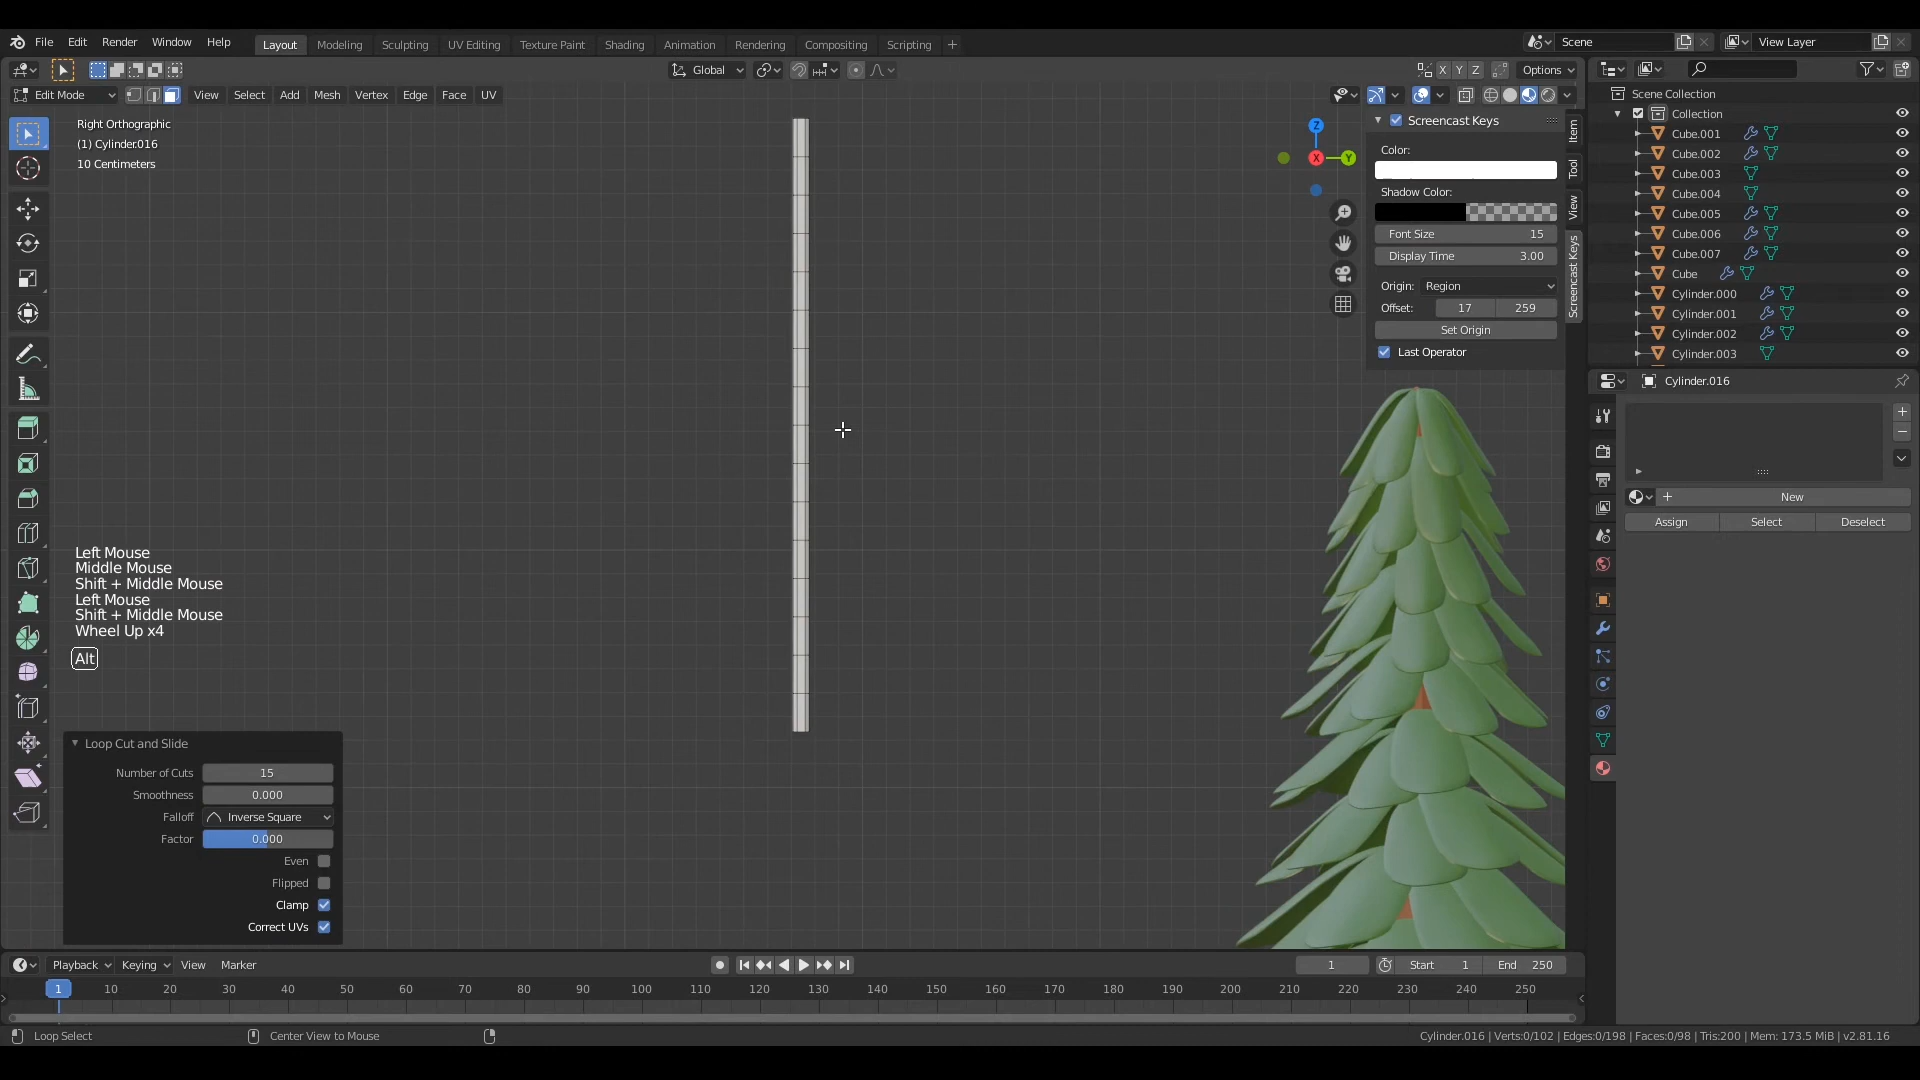 File Edit Render Window Help Layout Modeling Sculpting UV Editing Texture Paint Shading Animation Rendering Compositing Scripting + Scene View Layer
Global X Y Z Options
Edit Mode View Select Add Mesh Vertex Edge Face UV
Right Orthographic
(1) Cylinder.016
10 Centimeters
Z
X
Y
Screencast Keys
Color:
Shadow Color:
Font Size 15
Display Time 3.00
Origin: Region
Offset: 17 259
Set Origin
Last Operator
Item
Tool
View
Screencast Keys
Scene Collection
Collection
Cube.001
Cube.002
Cube.003
Cube.004
Cube.005
Cube.006
Cube.007
Cube
Cylinder.000
Cylinder.001
Cylinder.002
Cylinder.003
Cylinder.016
+ New
Assign Select Deselect
Left Mouse
Middle Mouse
Shift + Middle Mouse
Left Mouse
Shift + Middle Mouse
Wheel Up x4
Alt
Loop Cut and Slide
Number of Cuts 15
Smoothness 0.000
Falloff Inverse Square
Factor 0.000
Even
Flipped
Clamp
Correct UVs
Playback Keying View Marker 1 Start 1 End 250
1 10 20 30 40 50 60 70 80 90 100 110 120 130 140 150 160 170 180 190 200 210 220 230 240 250
Loop Select Center View to Mouse Cylinder.016 | Verts:0/102 | Edges:0/198 | Faces:0/98 | Tris:200 | Mem: 173.5 MiB | v2.81.16